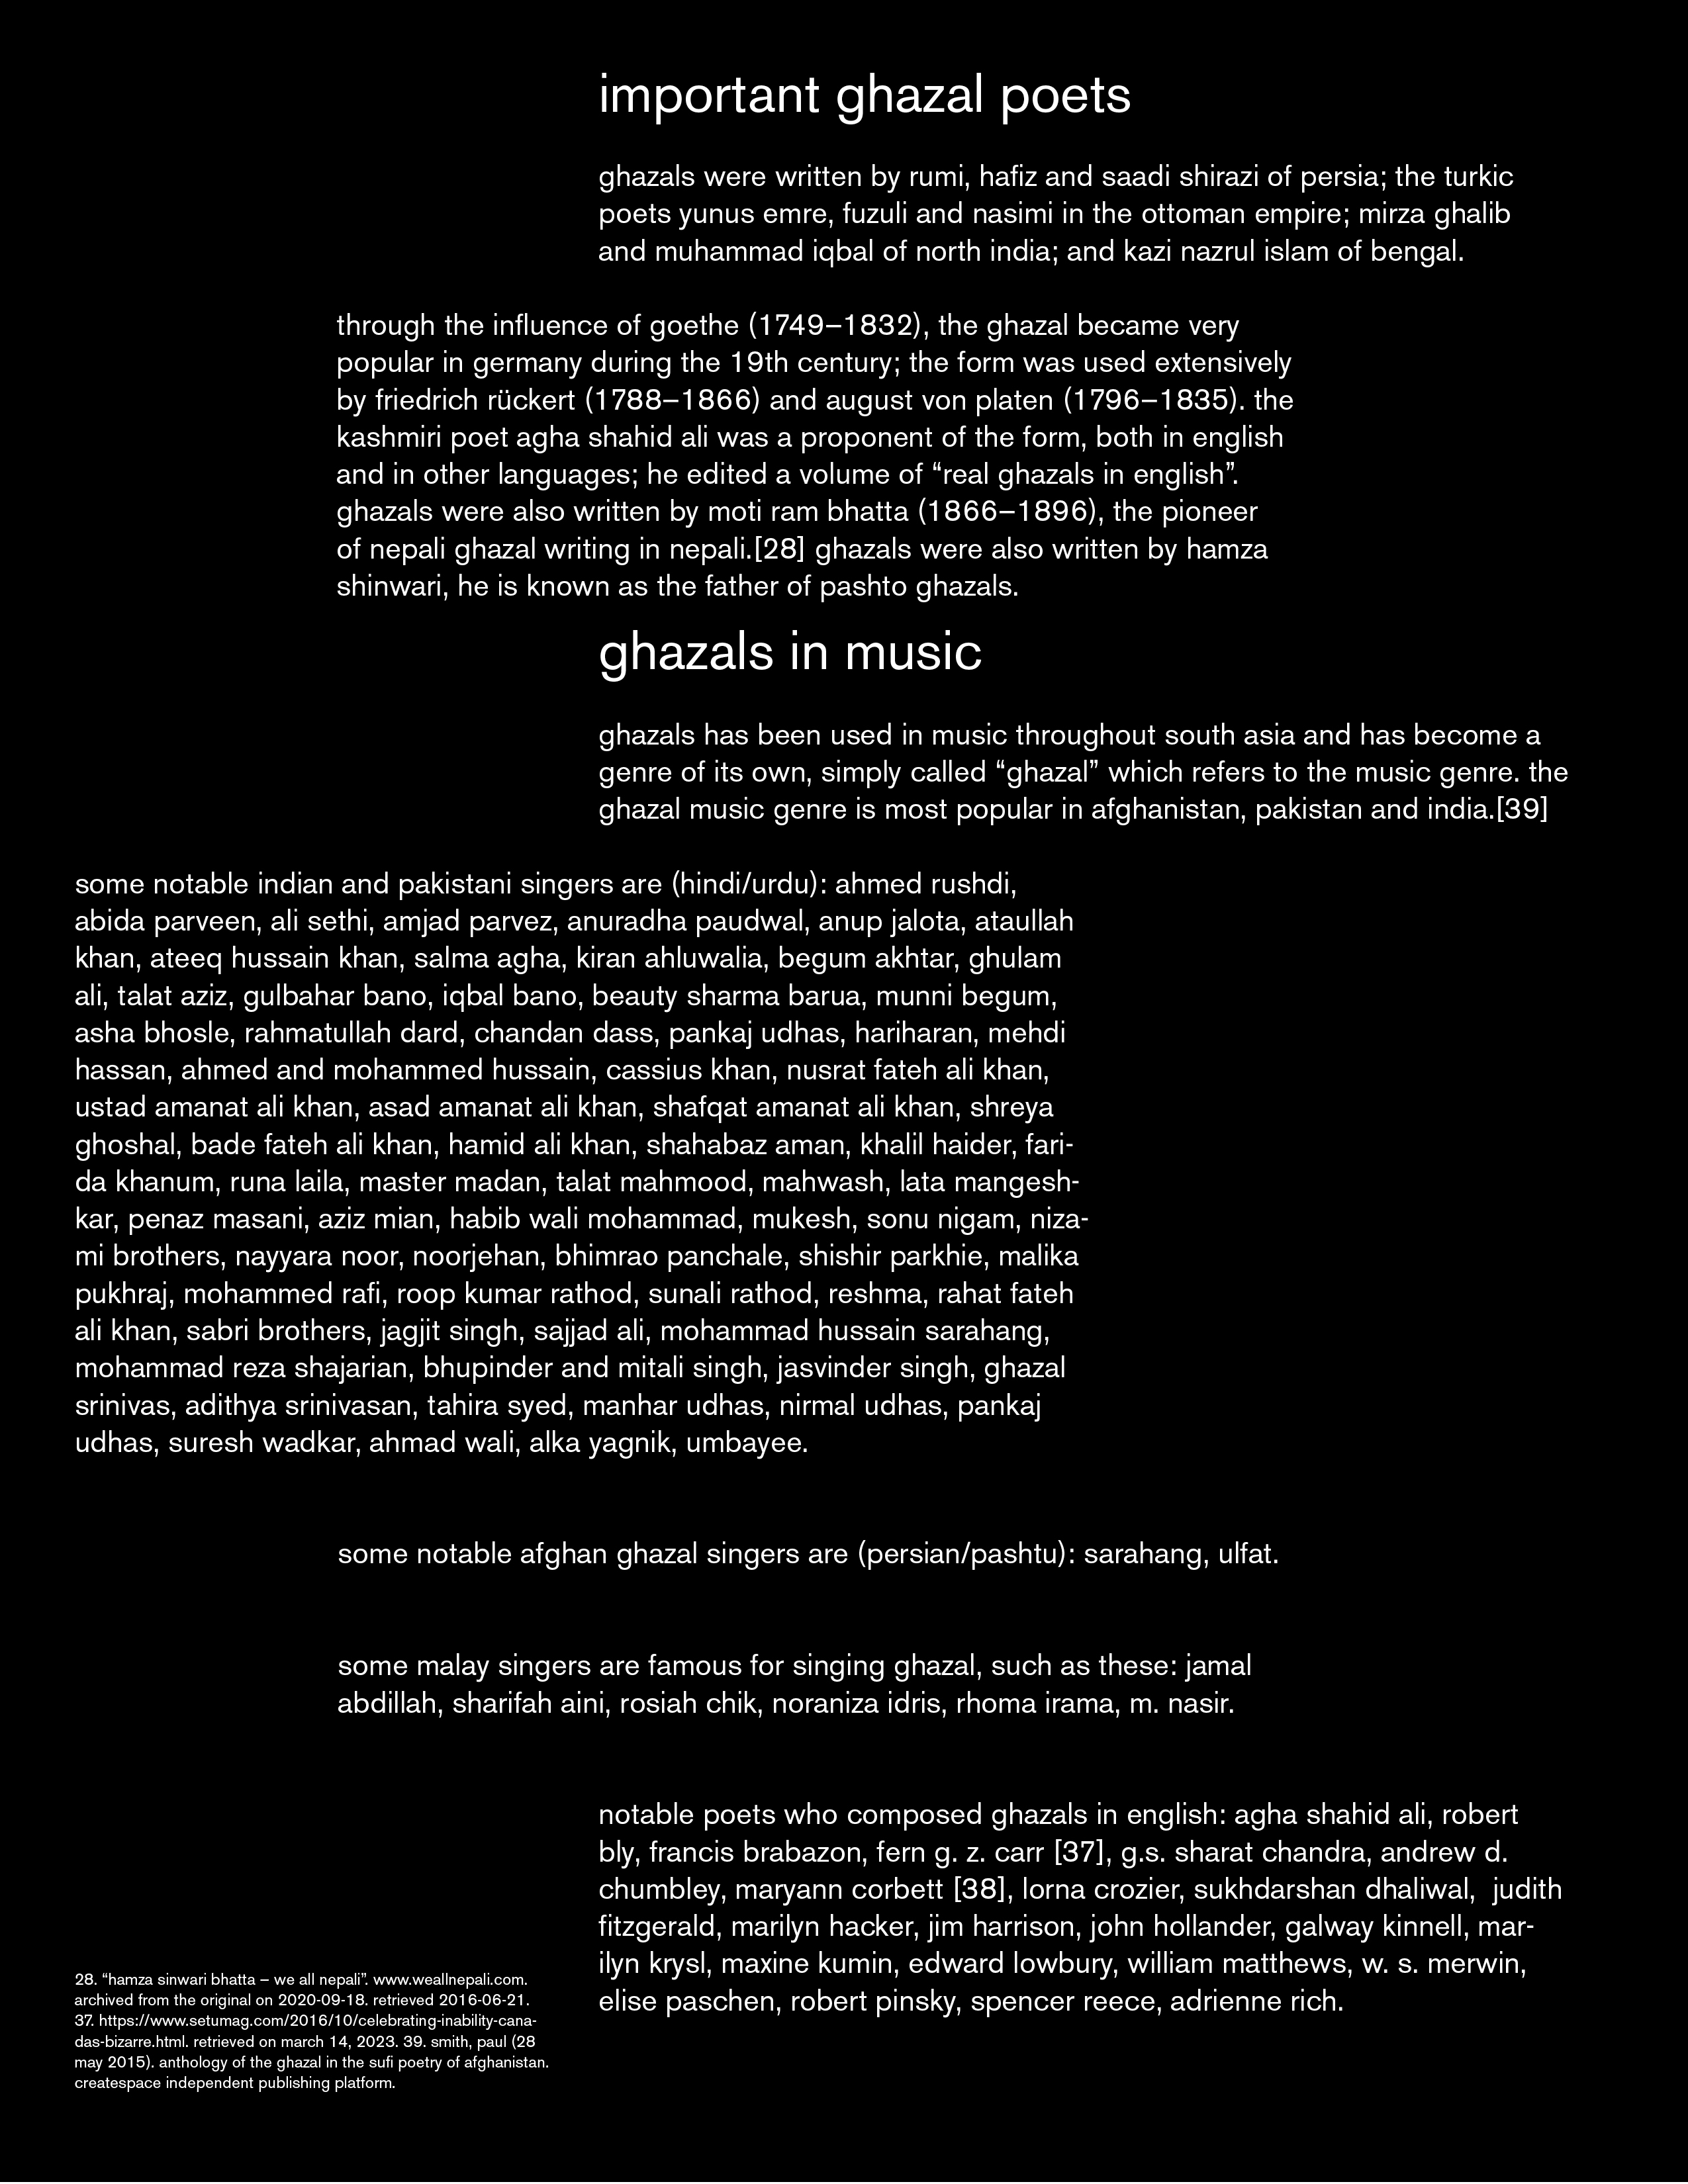 important ghazal poets
ghazals were written by rumi, hafiz and saadi shirazi of persia; the turkic
poets yunus emre, fuzuli and nasimi in the ottoman empire; mirza ghalib
and muhammad iqbal of north india; and kazi nazrul islam of bengal.
through the influence of goethe (1749–1832), the ghazal became very
popular in germany during the 19th century; the form was used extensively
by friedrich rückert (1788–1866) and august von platen (1796–1835). the
kashmiri poet agha shahid ali was a proponent of the form, both in english
and in other languages; he edited a volume of “real ghazals in english”.
ghazals were also written by moti ram bhatta (1866–1896), the pioneer
of nepali ghazal writing in nepali.[28] ghazals were also written by hamza
shinwari, he is known as the father of pashto ghazals.
ghazals in music
ghazals has been used in music throughout south asia and has become a
genre of its own, simply called “ghazal” which refers to the music genre. the
ghazal music genre is most popular in afghanistan, pakistan and india.[39]
some notable indian and pakistani singers are (hindi/urdu): ahmed rushdi,
abida parveen, ali sethi, amjad parvez, anuradha paudwal, anup jalota, ataullah
khan, ateeq hussain khan, salma agha, kiran ahluwalia, begum akhtar, ghulam
ali, talat aziz, gulbahar bano, iqbal bano, beauty sharma barua, munni begum,
asha bhosle, rahmatullah dard, chandan dass, pankaj udhas, hariharan, mehdi
hassan, ahmed and mohammed hussain, cassius khan, nusrat fateh ali khan,
ustad amanat ali khan, asad amanat ali khan, shafqat amanat ali khan, shreya
ghoshal, bade fateh ali khan, hamid ali khan, shahabaz aman, khalil haider, fari-
da khanum, runa laila, master madan, talat mahmood, mahwash, lata mangesh-
kar, penaz masani, aziz mian, habib wali mohammad, mukesh, sonu nigam, niza-
mi brothers, nayyara noor, noorjehan, bhimrao panchale, shishir parkhie, malika
pukhraj, mohammed rafi, roop kumar rathod, sunali rathod, reshma, rahat fateh
ali khan, sabri brothers, jagjit singh, sajjad ali, mohammad hussain sarahang,
mohammad reza shajarian, bhupinder and mitali singh, jasvinder singh, ghazal
srinivas, adithya srinivasan, tahira syed, manhar udhas, nirmal udhas, pankaj
udhas, suresh wadkar, ahmad wali, alka yagnik, umbayee.
some notable afghan ghazal singers are (persian/pashtu): sarahang, ulfat.
some malay singers are famous for singing ghazal, such as these: jamal
abdillah, sharifah aini, rosiah chik, noraniza idris, rhoma irama, m. nasir.
notable poets who composed ghazals in english: agha shahid ali, robert
bly, francis brabazon, fern g. z. carr [37], g.s. sharat chandra, andrew d.
chumbley, maryann corbett [38], lorna crozier, sukhdarshan dhaliwal,  judith
fitzgerald, marilyn hacker, jim harrison, john hollander, galway kinnell, mar-
ilyn krysl, maxine kumin, edward lowbury, william matthews, w. s. merwin,
elise paschen, robert pinsky, spencer reece, adrienne rich.
28. “hamza sinwari bhatta – we all nepali”. www.weallnepali.com.
archived from the original on 2020-09-18. retrieved 2016-06-21.
37. https://www.setumag.com/2016/10/celebrating-inability-cana-
das-bizarre.html. retrieved on march 14, 2023. 39. smith, paul (28
may 2015). anthology of the ghazal in the sufi poetry of afghanistan.
createspace independent publishing platform.